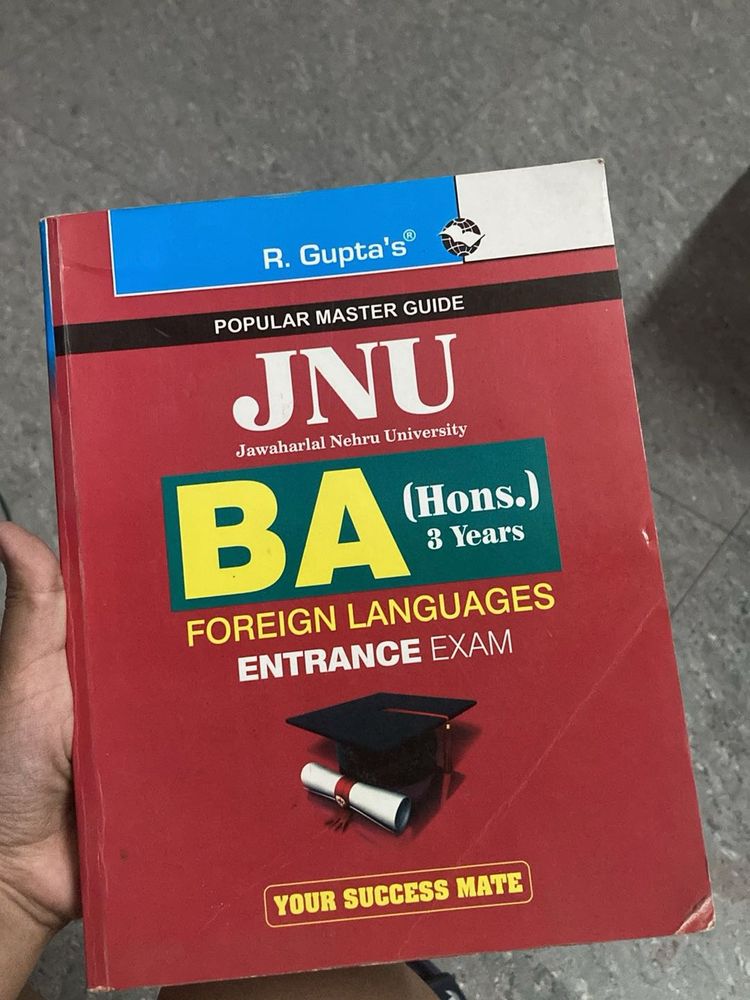 R. Gupta's®
POPULAR MASTER GUIDE
JNU
Jawaharlal Nehru University
BA (Hons.)
3 Years
FOREIGN LANGUAGES
ENTRANCE EXAM
YOUR SUCCESS MATE